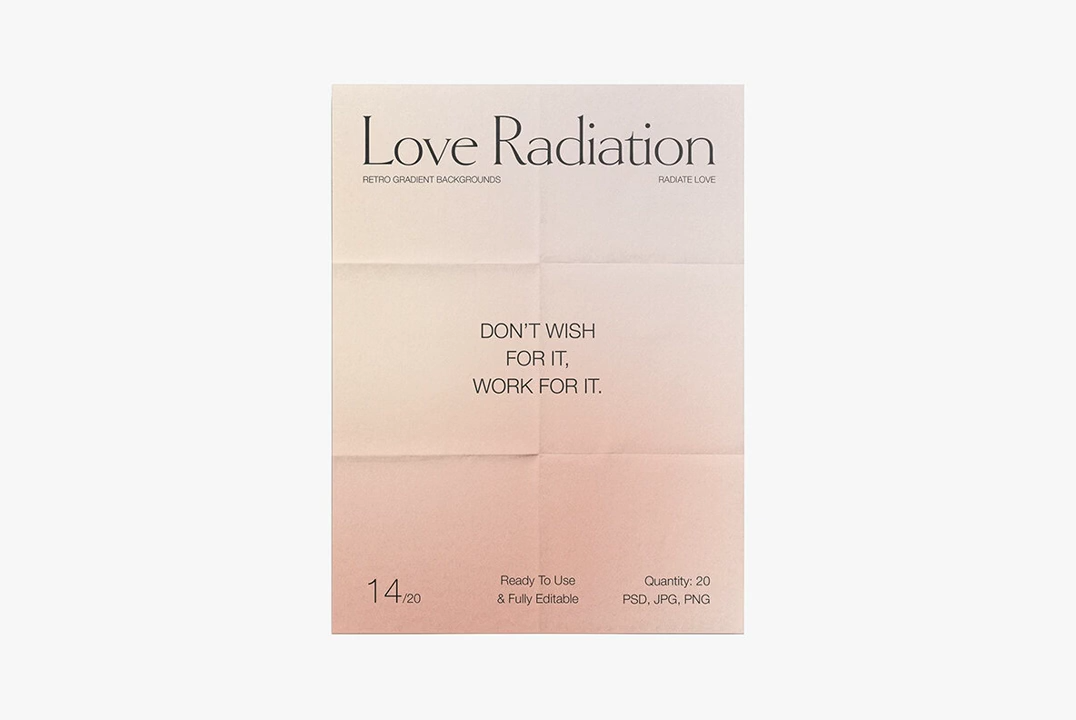 Love Radiation
RETRO GRADIENT BACKGROUNDS
RADIATE LOVE
DON’T WISH
FOR IT,
WORK FOR IT.
14/20
Ready To Use
& Fully Editable
Quantity: 20
PSD, JPG, PNG